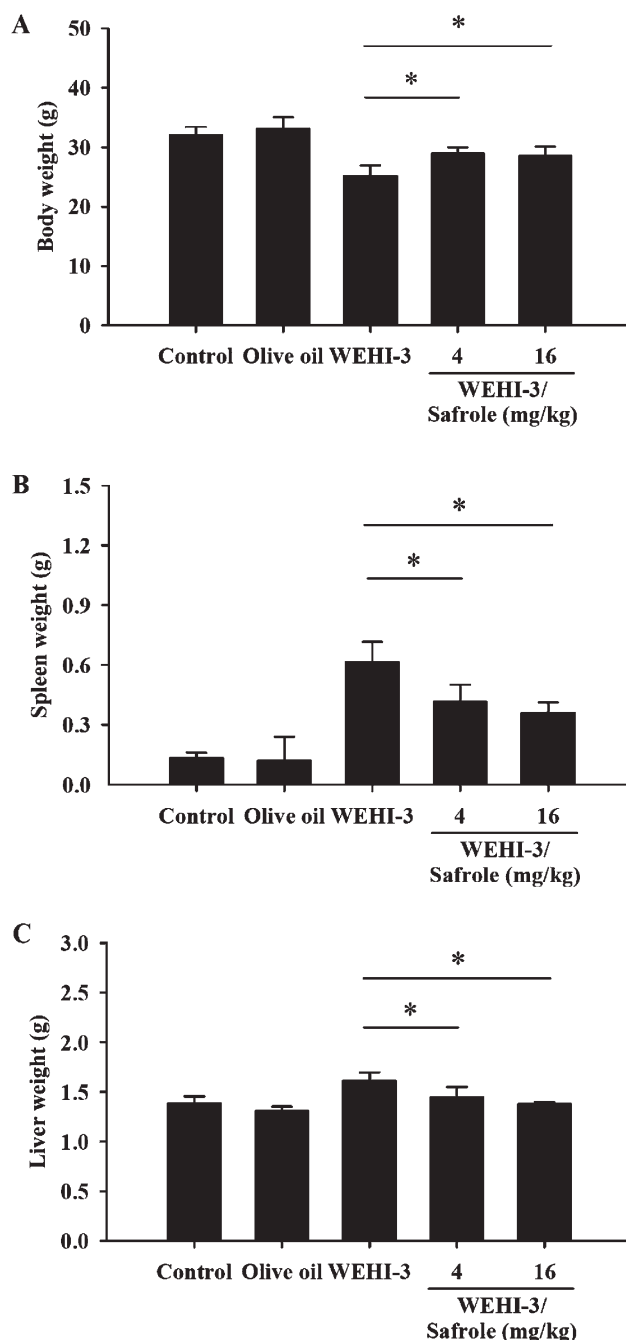 A
Body weight (g)
50
40
30
20
10
0
*
*
Control Olive oil WEHI-3 4 16
WEHI-3/
Safrole (mg/kg)
B
Spleen weight (g)
1.5
1.2
0.9
0.6
0.3
0.0
*
*
Control Olive oil WEHI-3 4 16
WEHI-3/
Safrole (mg/kg)
C
Liver weight (g)
3.0
2.5
2.0
1.5
1.0
0.5
0.0
*
*
Control Olive oil WEHI-3 4 16
WEHI-3/
Safrole (mg/kg)